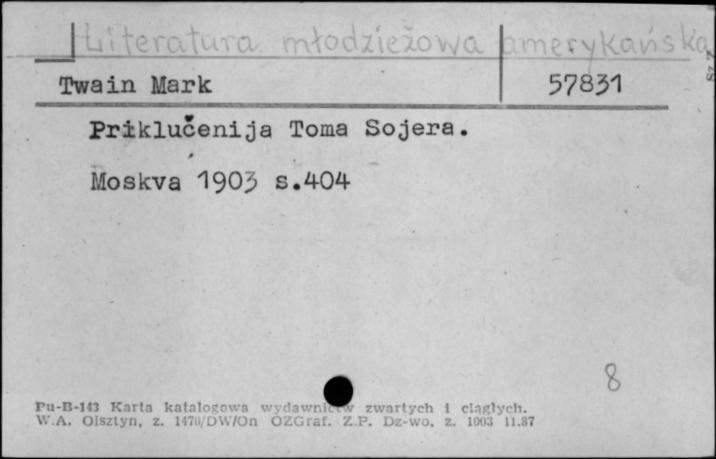 Literatura młodzieżowa amerykańska
Twain Mark 57831
Priklučenija Toma Sojera.
Moskva 1903 s.404
8
Pu-B-143 Karta katalogowa wydawnictw zwartych i ciągłych.
W.A. Olsztyn, z. 1470/DW/On OZGraf. Z.P. Dz-wo, z. 1003 11.87